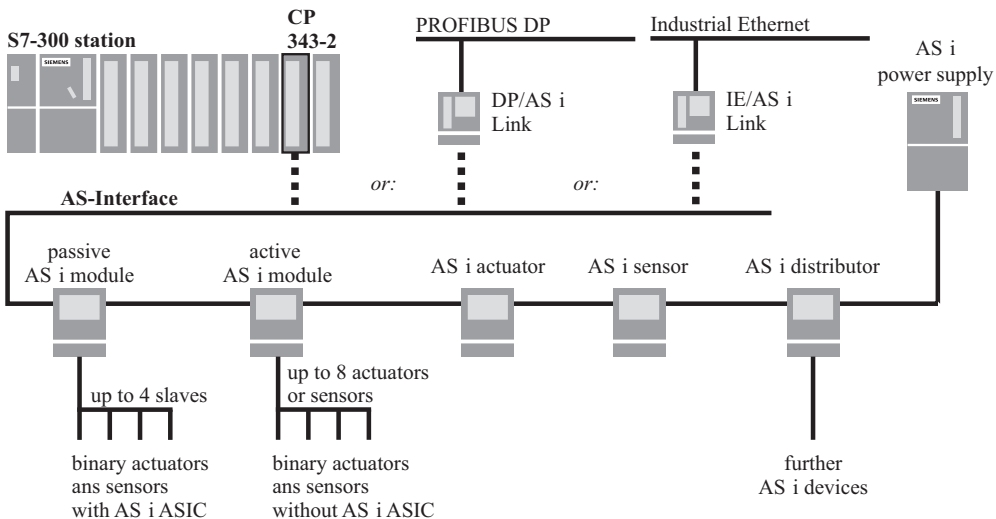 CP
343-2
S7-300 station
SIEMENS
PROFIBUS DP
Industrial Ethernet
AS i
power supply
SIEMENS
DP/AS i
Link
IE/AS i
Link
or:
or:
AS-Interface
passive
AS i module
active
AS i module
AS i actuator
AS i sensor
AS i distributor
up to 4 slaves
up to 8 actuators
or sensors
binary actuators
ans sensors
with AS i ASIC
binary actuators
ans sensors
without AS i ASIC
further
AS i devices